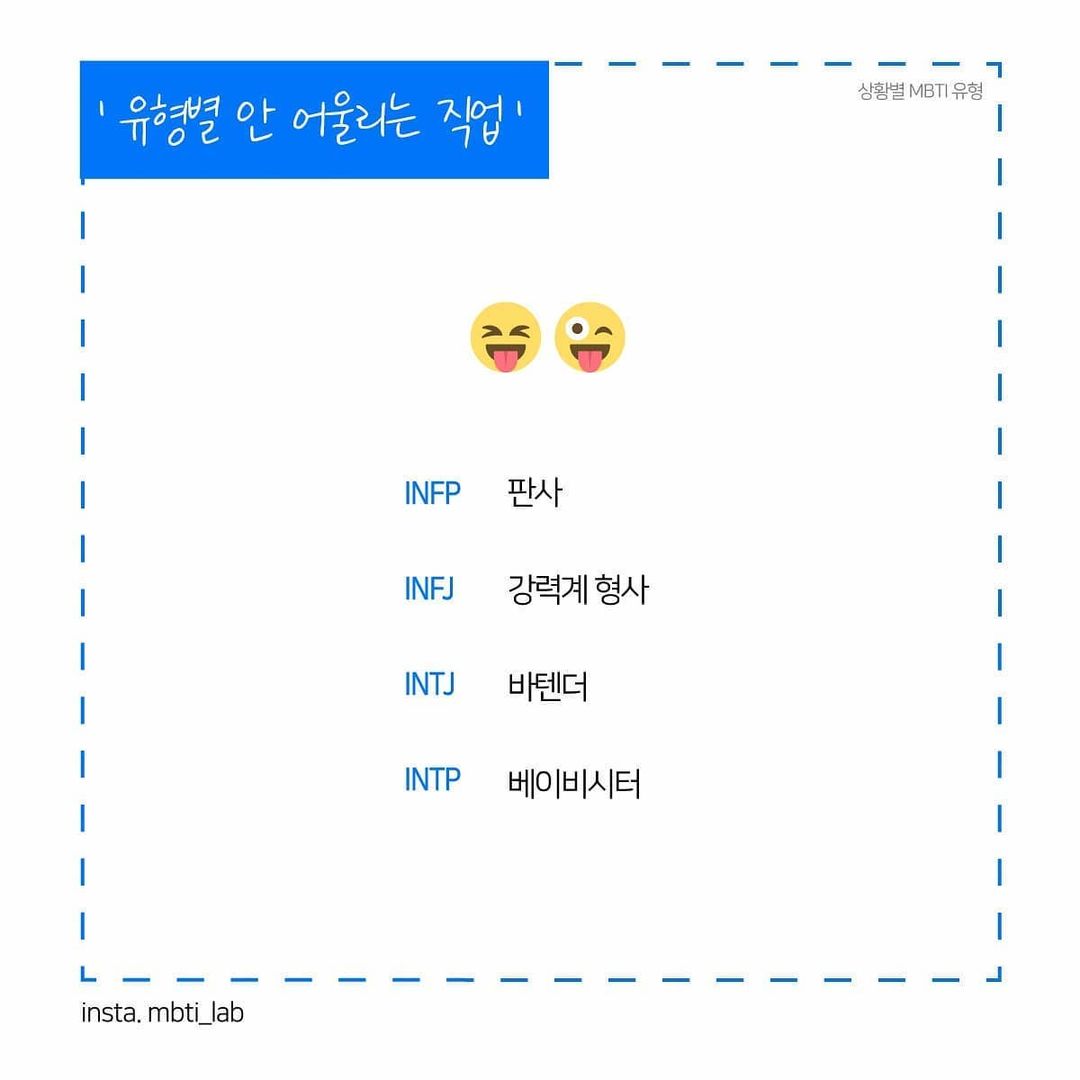 ' 유형별 안 어울리는 직업 '
상황별 MBTI 유형
INFP 판사
INFJ 강력계 형사
INTJ 바텐더
INTP 베이비시터
insta. mbti_lab